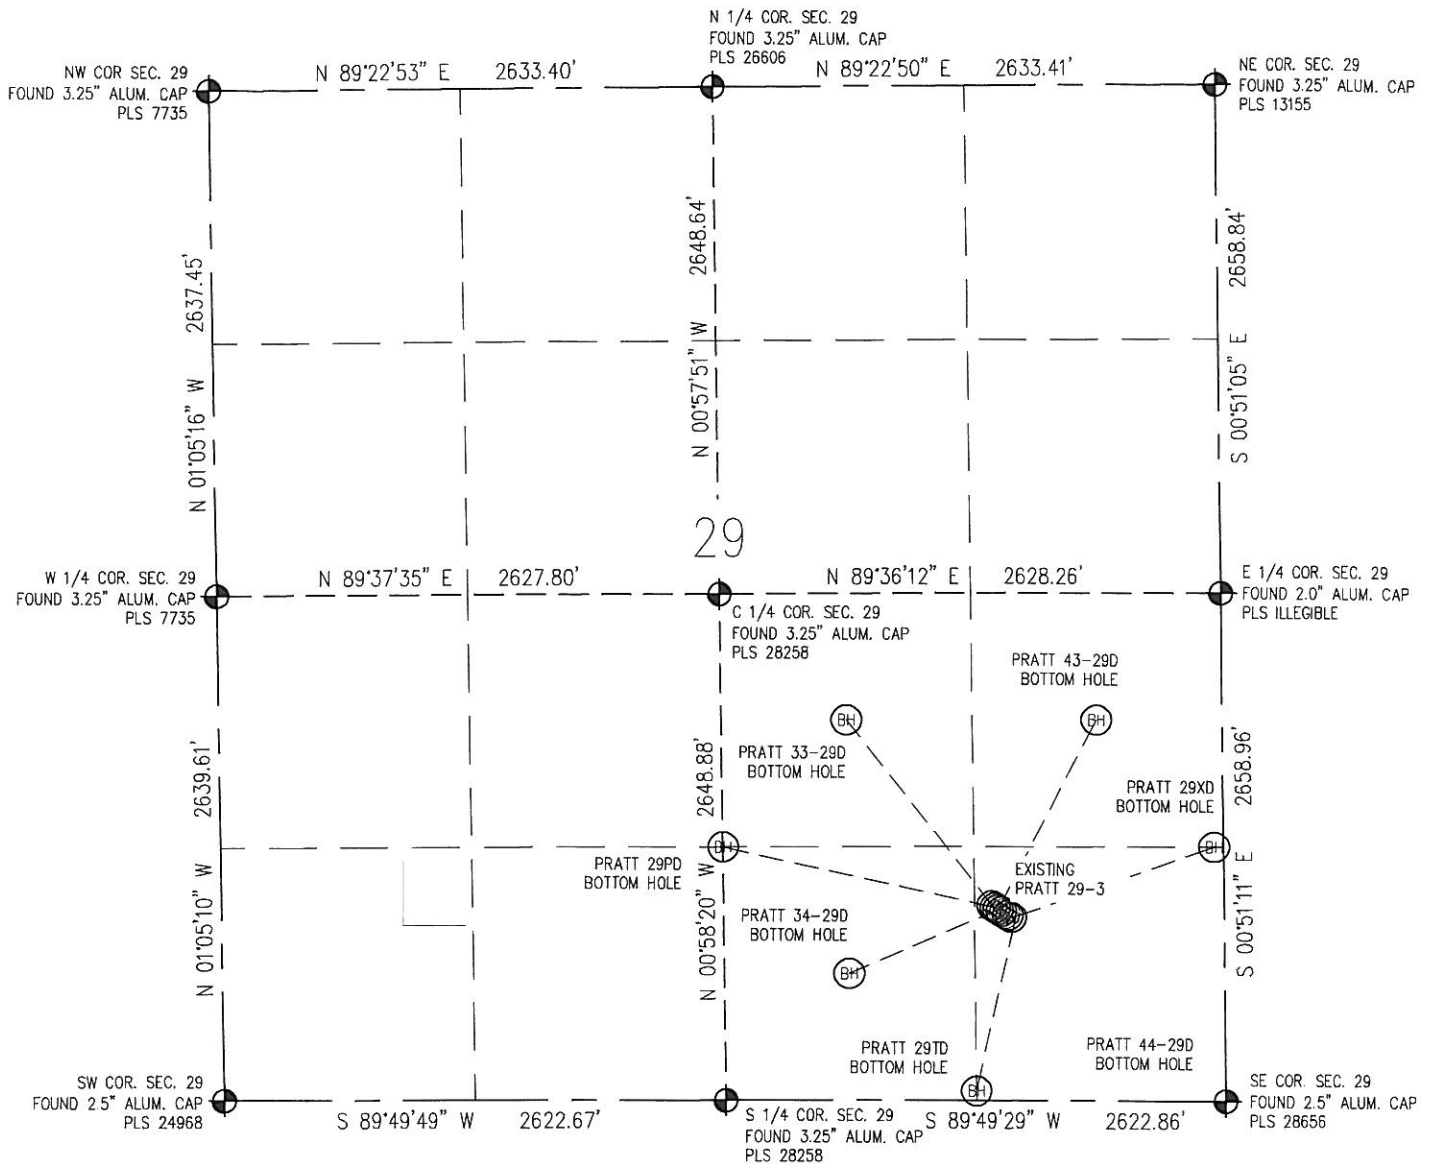 N 1/4 COR. SEC. 29
FOUND 3.25" ALUM. CAP
PLS 26606
NW COR SEC. 29
FOUND 3.25" ALUM. CAP
PLS 7735
N 89°22'53" E 2633.40'
N 89°22'50" E 2633.41'
NE COR. SEC. 29
FOUND 3.25" ALUM. CAP
PLS 13155
N 01°05'16" W 2637.45'
N 00°57'51" W 2648.64'
S 00°51'05" E 2658.84'
29
W 1/4 COR. SEC. 29
FOUND 3.25" ALUM. CAP
PLS 7735
N 89°37'35" E 2627.80'
N 89°36'12" E 2628.26'
E 1/4 COR. SEC. 29
FOUND 2.0" ALUM. CAP
PLS ILLEGIBLE
C 1/4 COR. SEC. 29
FOUND 3.25" ALUM. CAP
PLS 28258
PRATT 43-29D
BOTTOM HOLE
BH
BH
PRATT 33-29D
BOTTOM HOLE
PRATT 29XD
BOTTOM HOLE
N 01°05'10" W 2639.61'
N 00°58'20" W 2648.88'
S 00°51'11" E 2658.96'
BH
BH
PRATT 29PD
BOTTOM HOLE
EXISTING
PRATT 29-3
PRATT 34-29D
BOTTOM HOLE
BH
PRATT 29TD
BOTTOM HOLE
BH
PRATT 44-29D
BOTTOM HOLE
SW COR. SEC. 29
FOUND 2.5" ALUM. CAP
PLS 24968
S 89°49'49" W 2622.67'
S 1/4 COR. SEC. 29
FOUND 3.25" ALUM. CAP
PLS 28258
S 89°49'29" W 2622.86'
SE COR. SEC. 29
FOUND 2.5" ALUM. CAP
PLS 28656